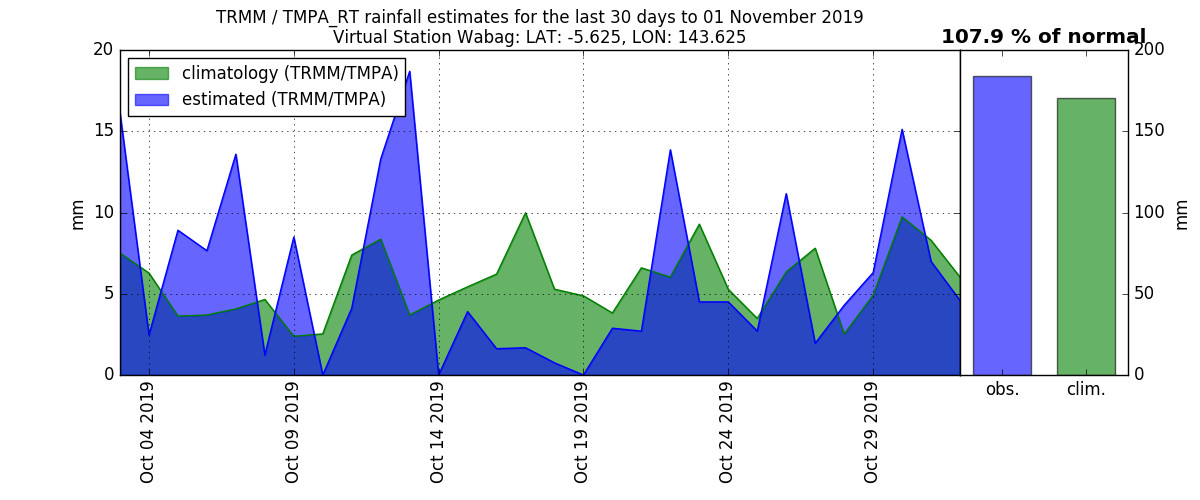 TRMM / TMPA_RT rainfall estimates for the last 30 days to 01 November 2019
Virtual Station Wabag: LAT: -5.625, LON: 143.625
107.9 % of normal
climatology (TRMM/TMPA)
estimated (TRMM/TMPA)
20
15
10
5
0
mm
200
150
100
50
0
mm
obs.
clim.
Oct 04 2019
Oct 09 2019
Oct 14 2019
Oct 19 2019
Oct 24 2019
Oct 29 2019